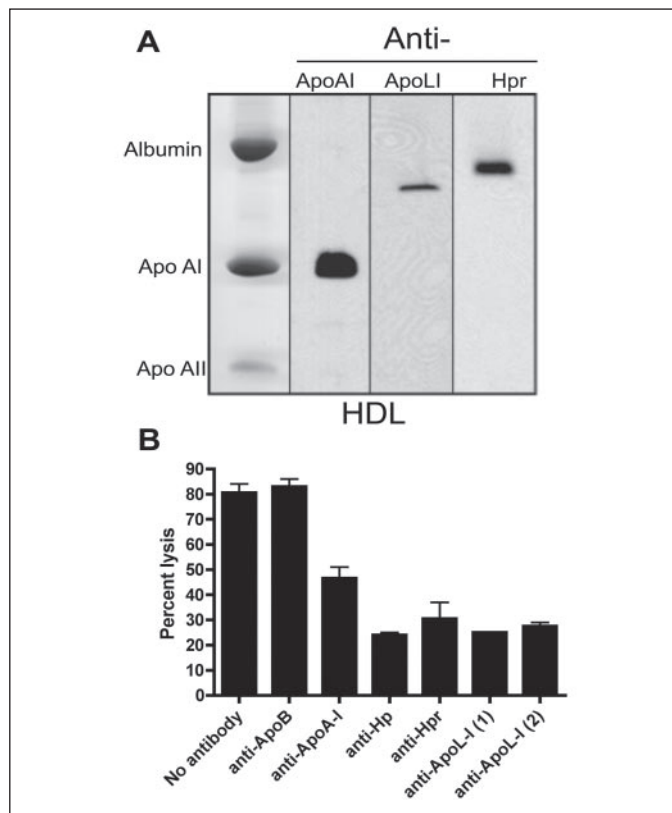 A
Anti-
ApoAI ApoLI Hpr
Albumin
Apo AI
Apo AII
HDL
B
Percent lysis
90
80
70
60
50
40
30
20
10
0
No antibody
anti-ApoB
anti-ApoA-I
anti-Hp
anti-Hpr
anti-ApoL-I (1)
anti-ApoL-I (2)